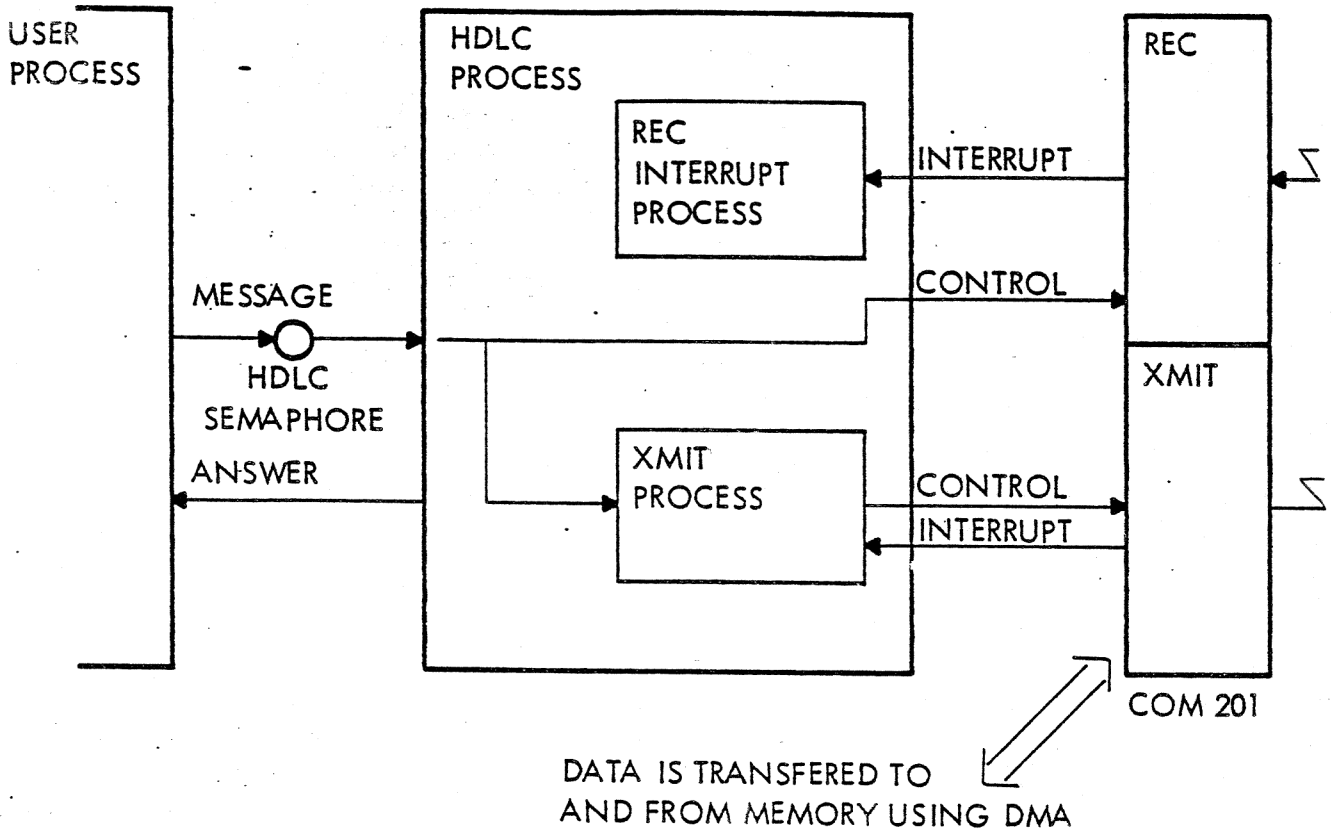 USER
PROCESS
HDLC
PROCESS
REC
REC
INTERRUPT
PROCESS
INTERRUPT
CONTROL
MESSAGE
HDLC
SEMAPHORE
XMIT
ANSWER
XMIT
PROCESS
CONTROL
INTERRUPT
COM 201
DATA IS TRANSFERED TO
AND FROM MEMORY USING DMA